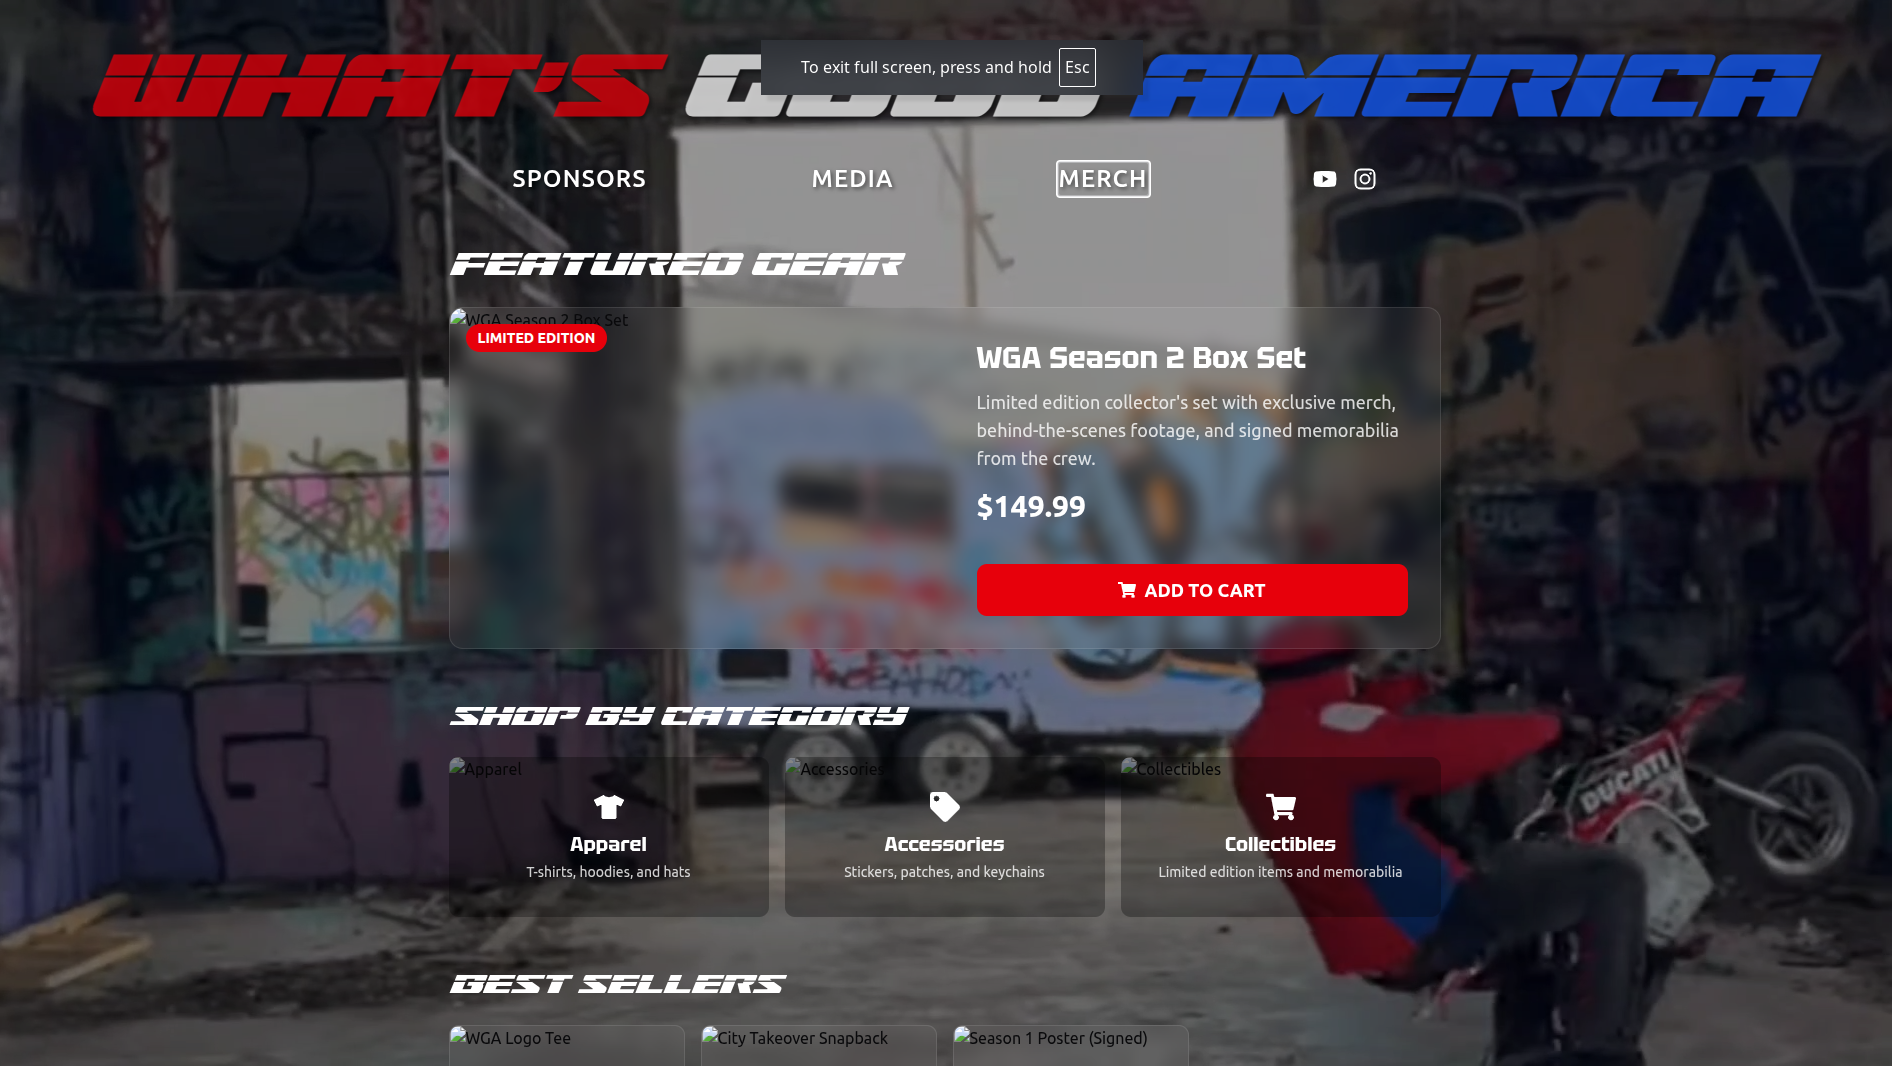 WHAT'S GOOD AMERICA
To exit full screen, press and hold Esc
SPONSORS
MEDIA
MERCH
FEATURED GEAR
WGA Season 2 Box Set
LIMITED EDITION
WGA Season 2 Box Set
Limited edition collector's set with exclusive merch,
behind-the-scenes footage, and signed memorabilia
from the crew.
$149.99
ADD TO CART
SHOP BY CATEGORY
Apparel
Apparel
T-shirts, hoodies, and hats
Accessories
Accessories
Stickers, patches, and keychains
Collectibles
Collectibles
Limited edition items and memorabilia
DUCATI
BEST SELLERS
WGA Logo Tee
City Takeover Snapback
Season 1 Poster (Signed)